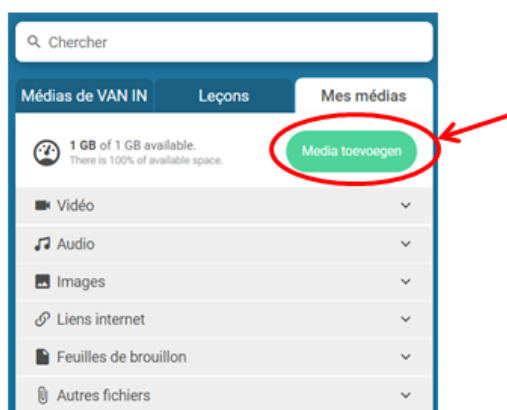 Chercher
Médias de VAN IN Leçons Mes médias
1 GB of 1 GB available.
There is 100% of available space.
Media toevoegen
Vidéo
Audio
Images
Liens internet
Feuilles de brouillon
Autres fichiers